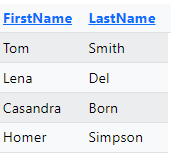 FirstName LastName
Tom Smith
Lena Del
Casandra Born
Homer Simpson